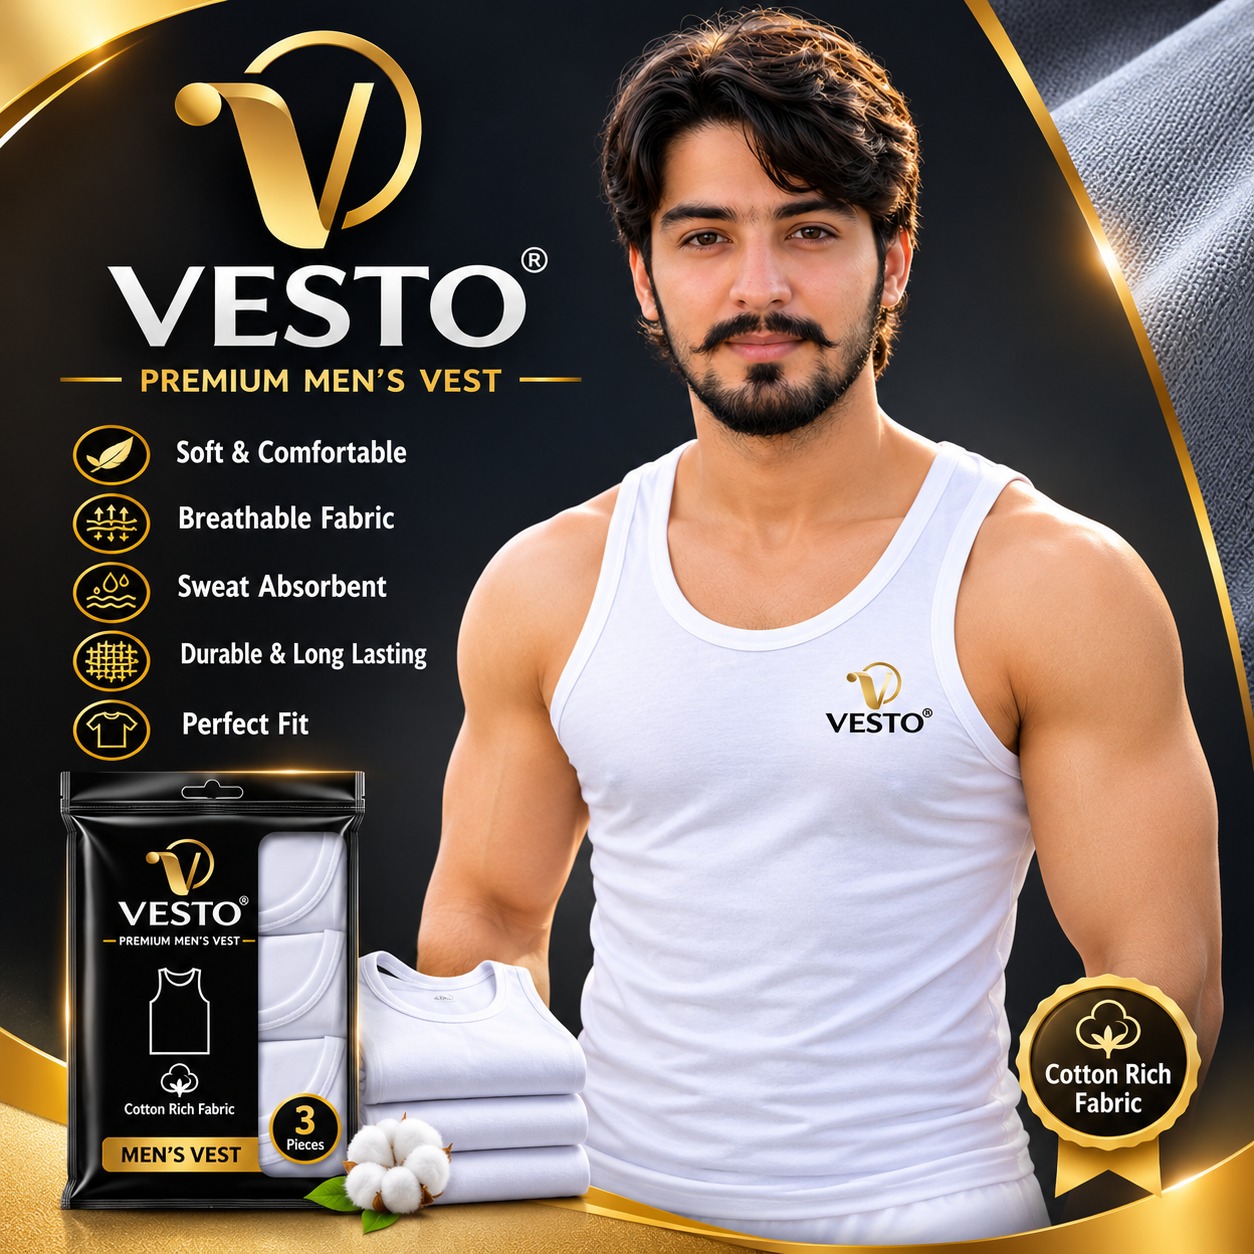 VESTO®
PREMIUM MEN'S VEST
Soft & Comfortable
Breathable Fabric
Sweat Absorbent
Durable & Long Lasting
Perfect Fit
VESTO®
VESTO®
PREMIUM MEN'S VEST
Cotton Rich Fabric
3
Pieces
MEN'S VEST
Cotton Rich
Fabric